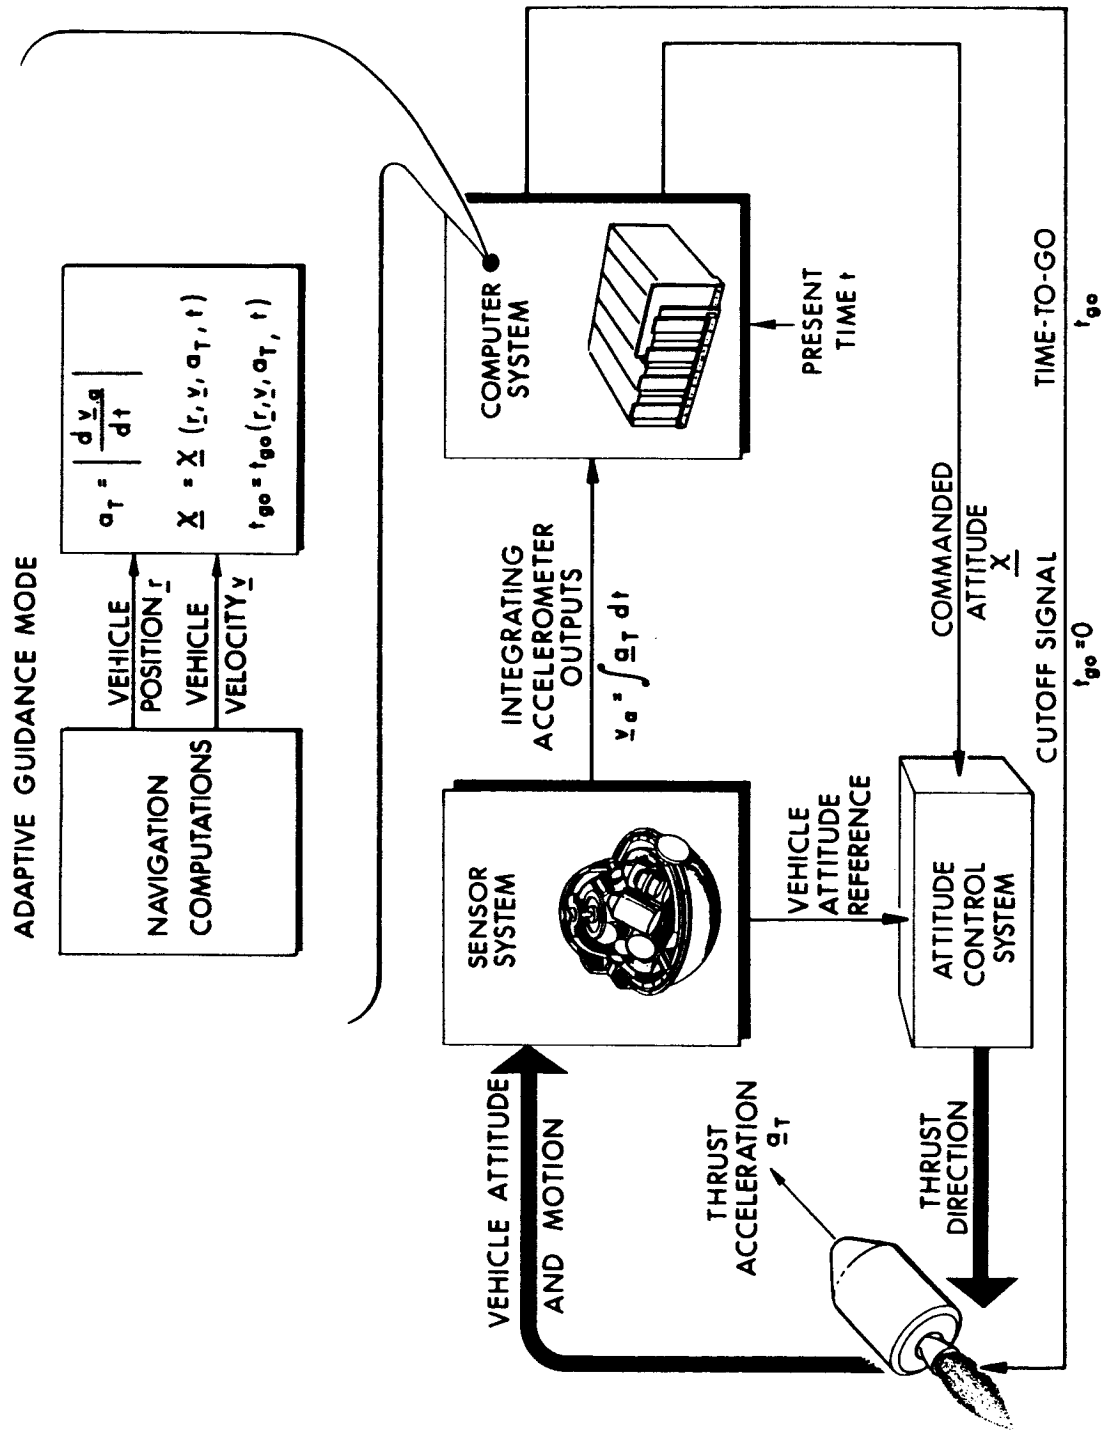 ADAPTIVE GUIDANCE MODE
NAVIGATION
COMPUTATIONS
VEHICLE
POSITION r
VEHICLE
VELOCITY v
a_T = | d v_a / dt |
χ = χ (r, v, a_T, t)
t_go = t_go (r, v, a_T, t)
VEHICLE ATTITUDE
AND MOTION
SENSOR
SYSTEM
INTEGRATING
ACCELEROMETER
OUTPUTS
v_a = ∫ a_T dt
COMPUTER
SYSTEM
PRESENT
TIME t
THRUST
ACCELERATION
a_T
VEHICLE
ATTITUDE
REFERENCE
THRUST
DIRECTION
ATTITUDE
CONTROL
SYSTEM
COMMANDED
ATTITUDE
χ
CUTOFF SIGNAL
t_go = 0
TIME-TO-GO
t_go